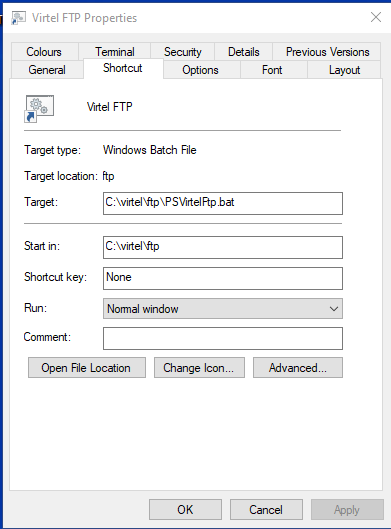 Virtel FTP Properties
Colours Terminal Security Details Previous Versions
General Shortcut Options Font Layout
Virtel FTP
Target type: Windows Batch File
Target location: ftp
Target: C:\virtel\ftp\PSVirtelFtp.bat
Start in: C:\virtel\ftp
Shortcut key: None
Run: Normal window
Comment:
Open File Location Change Icon... Advanced...
OK Cancel Apply